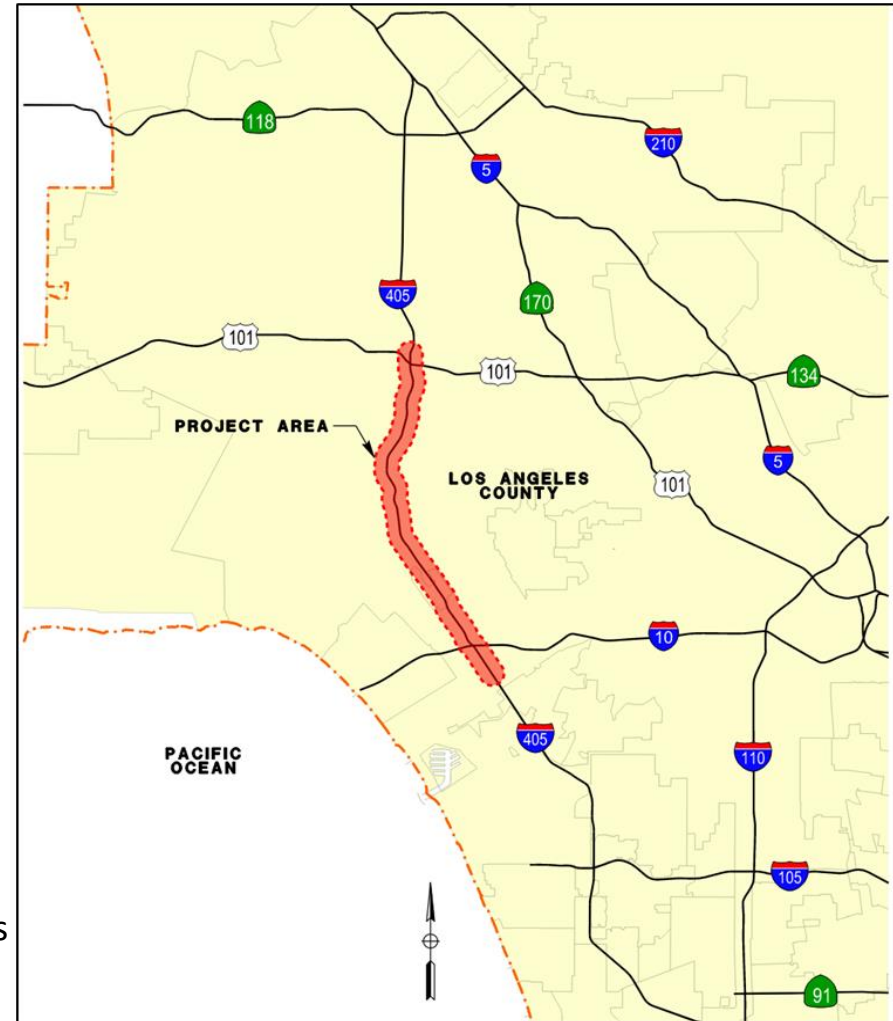 118
210
5
405
170
101
101
134
PROJECT AREA
5
LOS ANGELES
COUNTY
101
10
405
PACIFIC
OCEAN
110
105
s
91